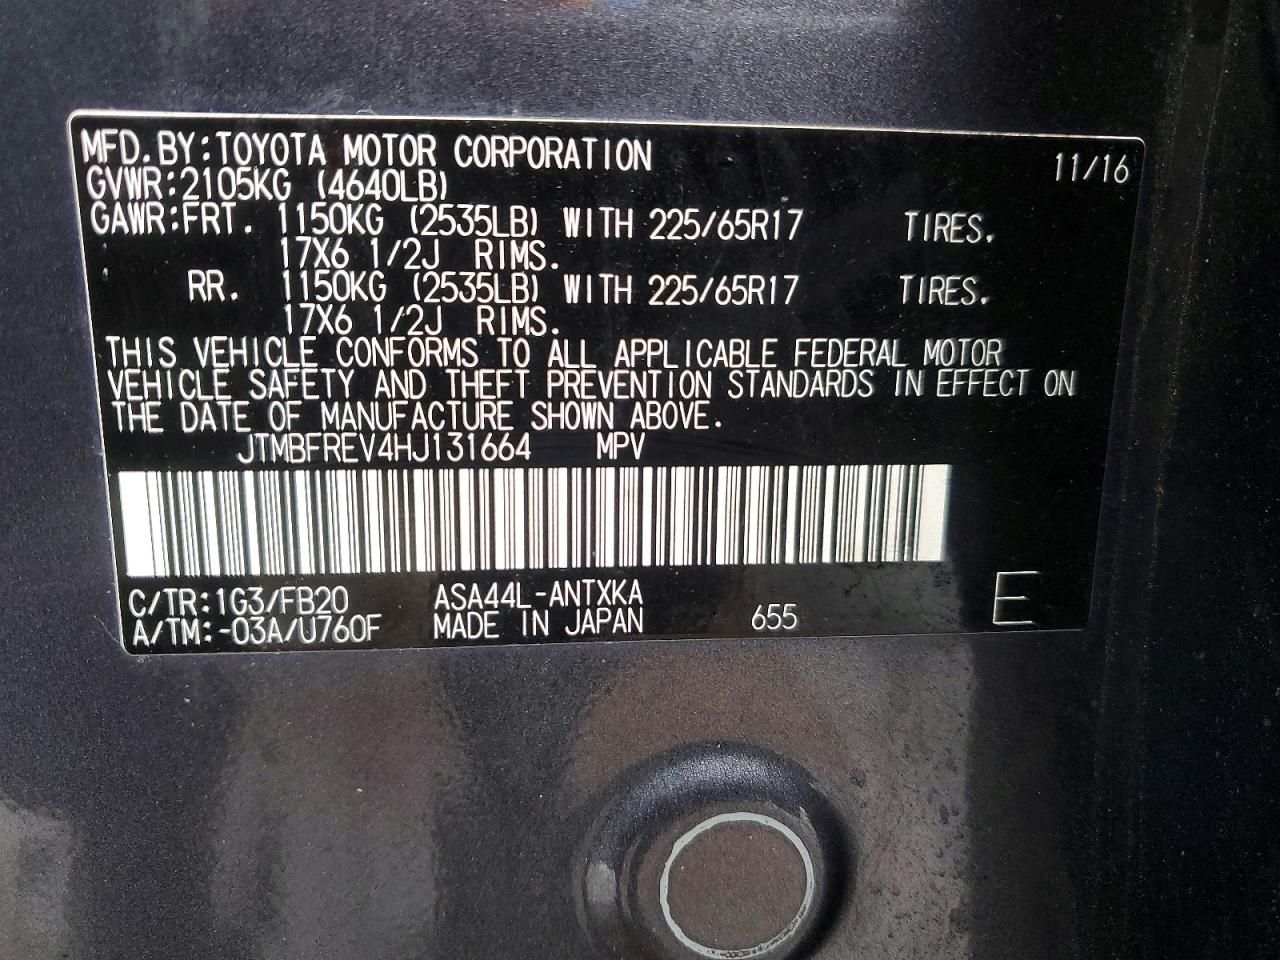 MFD.BY:TOYOTA MOTOR CORPORATION 11/16
GVWR:2105KG (4640LB)
GAWR:FRT. 1150KG (2535LB) WITH 225/65R17 TIRES.
17X6 1/2J RIMS.
RR. 1150KG (2535LB) WITH 225/65R17 TIRES.
17X6 1/2J RIMS.
THIS VEHICLE CONFORMS TO ALL APPLICABLE FEDERAL MOTOR
VEHICLE SAFETY AND THEFT PREVENTION STANDARDS IN EFFECT ON
THE DATE OF MANUFACTURE SHOWN ABOVE.
JTMBFREV4HJ131664 MPV
C/TR:1G3/FB20 ASA44L-ANTXKA
A/TM:-03A/U760F MADE IN JAPAN 655 E